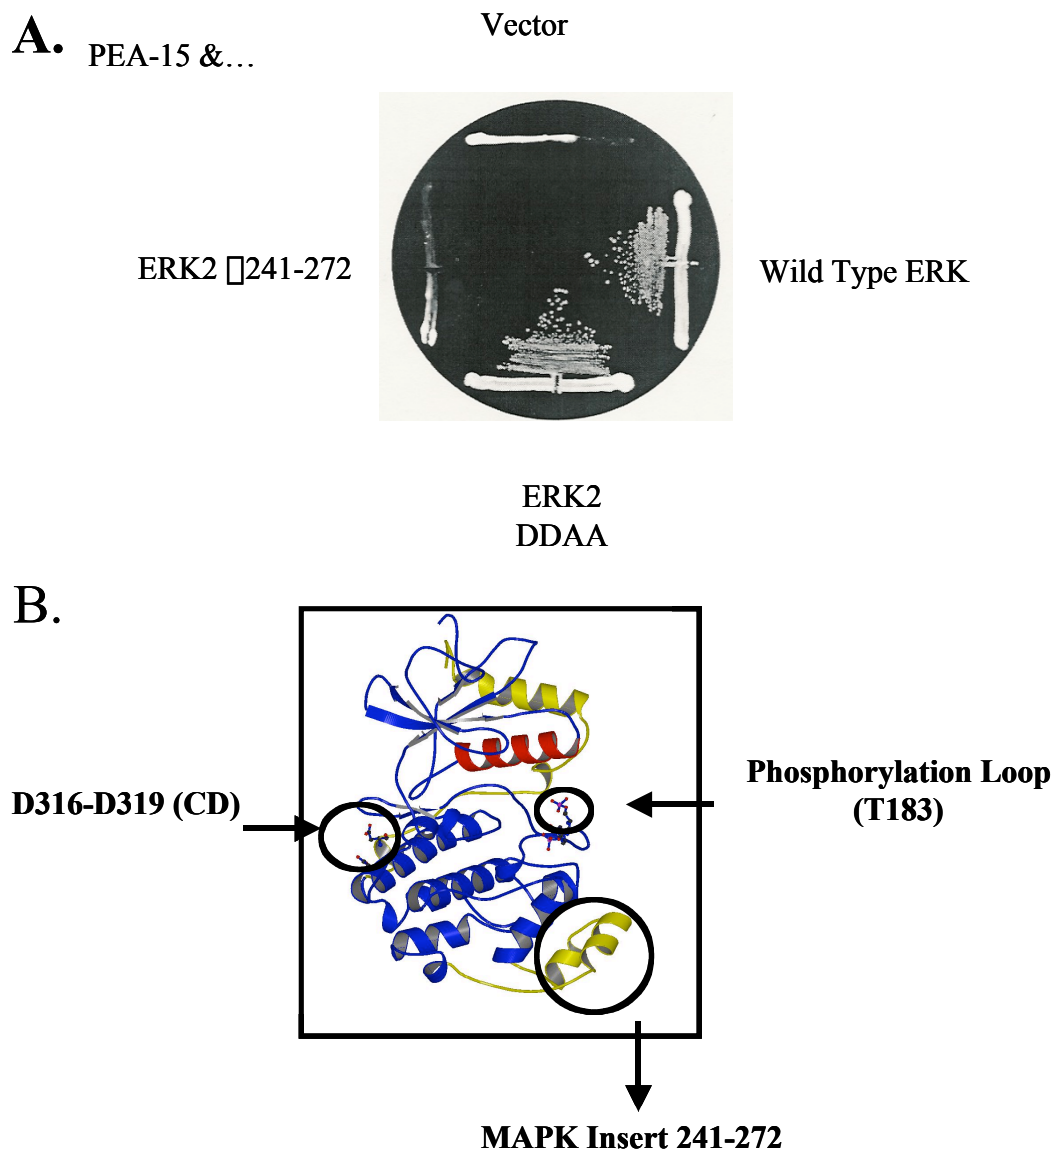 A.
PEA-15 &…
Vector
ERK2 □241-272
Wild Type ERK
ERK2
DDAA
B.
D316-D319 (CD)
Phosphorylation Loop
(T183)
MAPK Insert 241-272